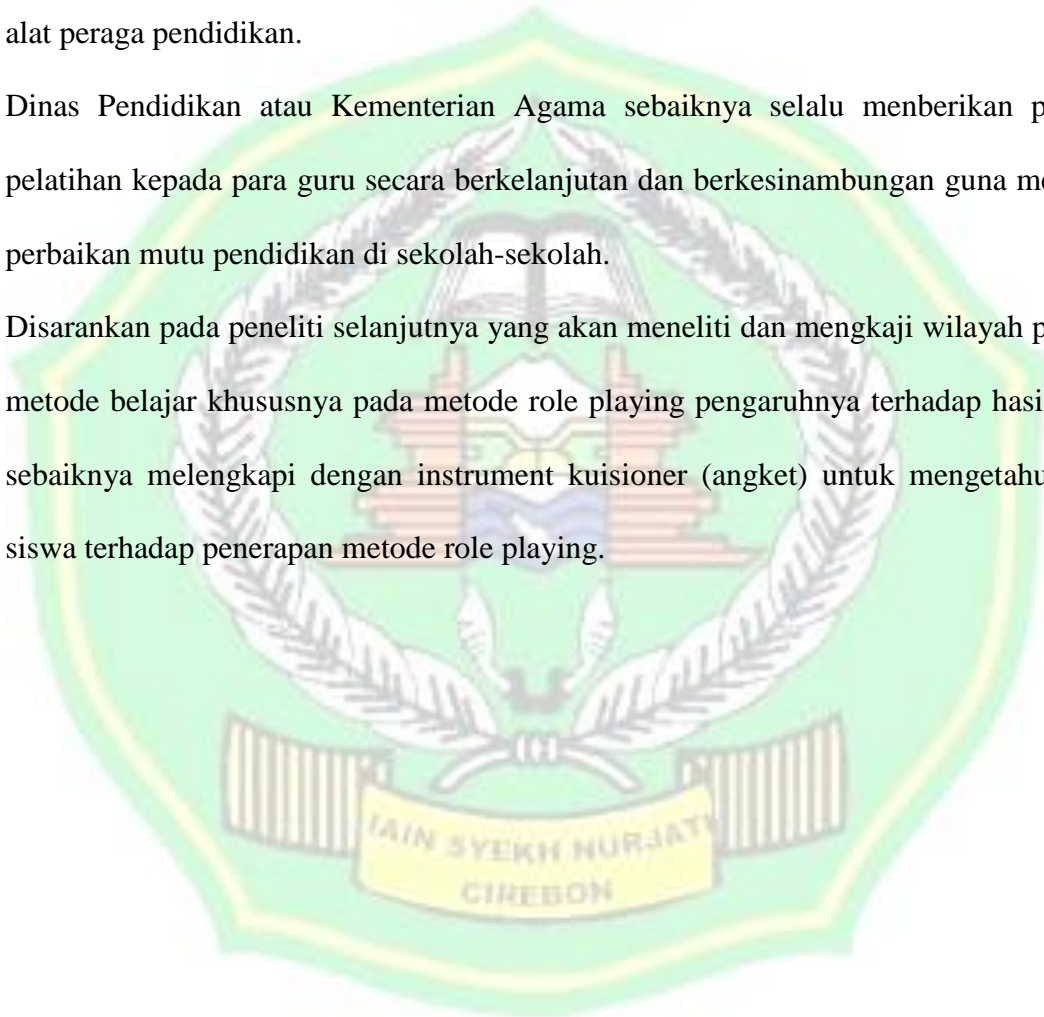 alat peraga pendidikan.
Dinas Pendidikan atau Kementerian Agama sebaiknya selalu menberikan p
pelatihan kepada para guru secara berkelanjutan dan berkesinambungan guna me
perbaikan mutu pendidikan di sekolah-sekolah.
Disarankan pada peneliti selanjutnya yang akan meneliti dan mengkaji wilayah p
metode belajar khususnya pada metode role playing pengaruhnya terhadap hasi
sebaiknya melengkapi dengan instrument kuisioner (angket) untuk mengetahu
siswa terhadap penerapan metode role playing.
IAIN SYEKH NURJATI
CIREBON